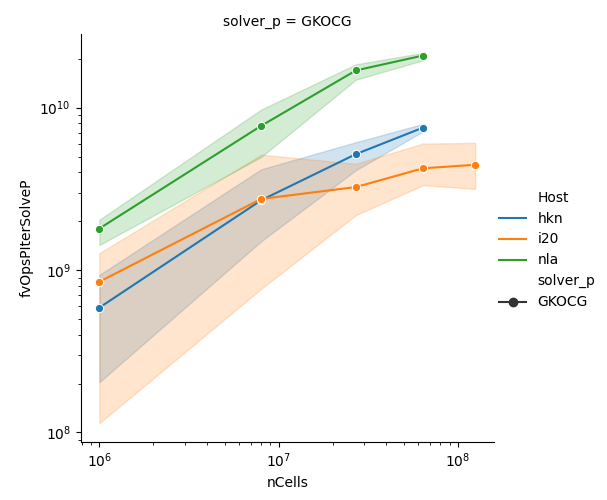 solver_p = GKOCG
fvOpsPIterSolveP
10^10
10^9
10^8
10^6
10^7
10^8
nCells
Host
hkn
i20
nla
solver_p
GKOCG